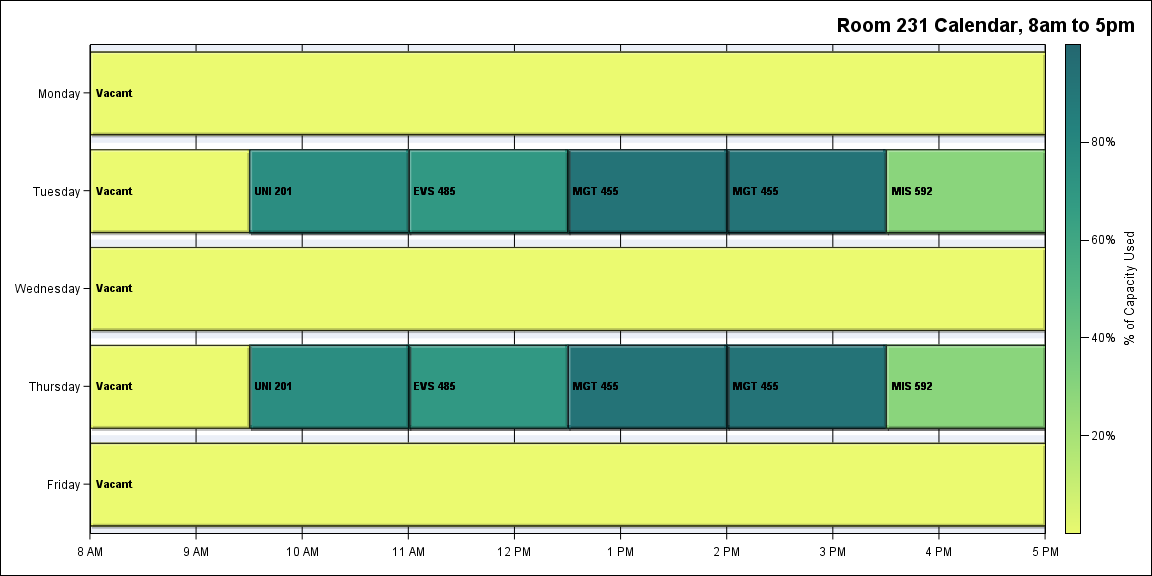 Room 231 Calendar, 8am to 5pm
Monday
Vacant
Tuesday
Vacant
UNI 201
EVS 485
MGT 455
MGT 455
MIS 592
Wednesday
Vacant
Thursday
Vacant
UNI 201
EVS 485
MGT 455
MGT 455
MIS 592
Friday
Vacant
8 AM
9 AM
10 AM
11 AM
12 PM
1 PM
2 PM
3 PM
4 PM
5 PM
80%
60%
40%
20%
% of Capacity Used